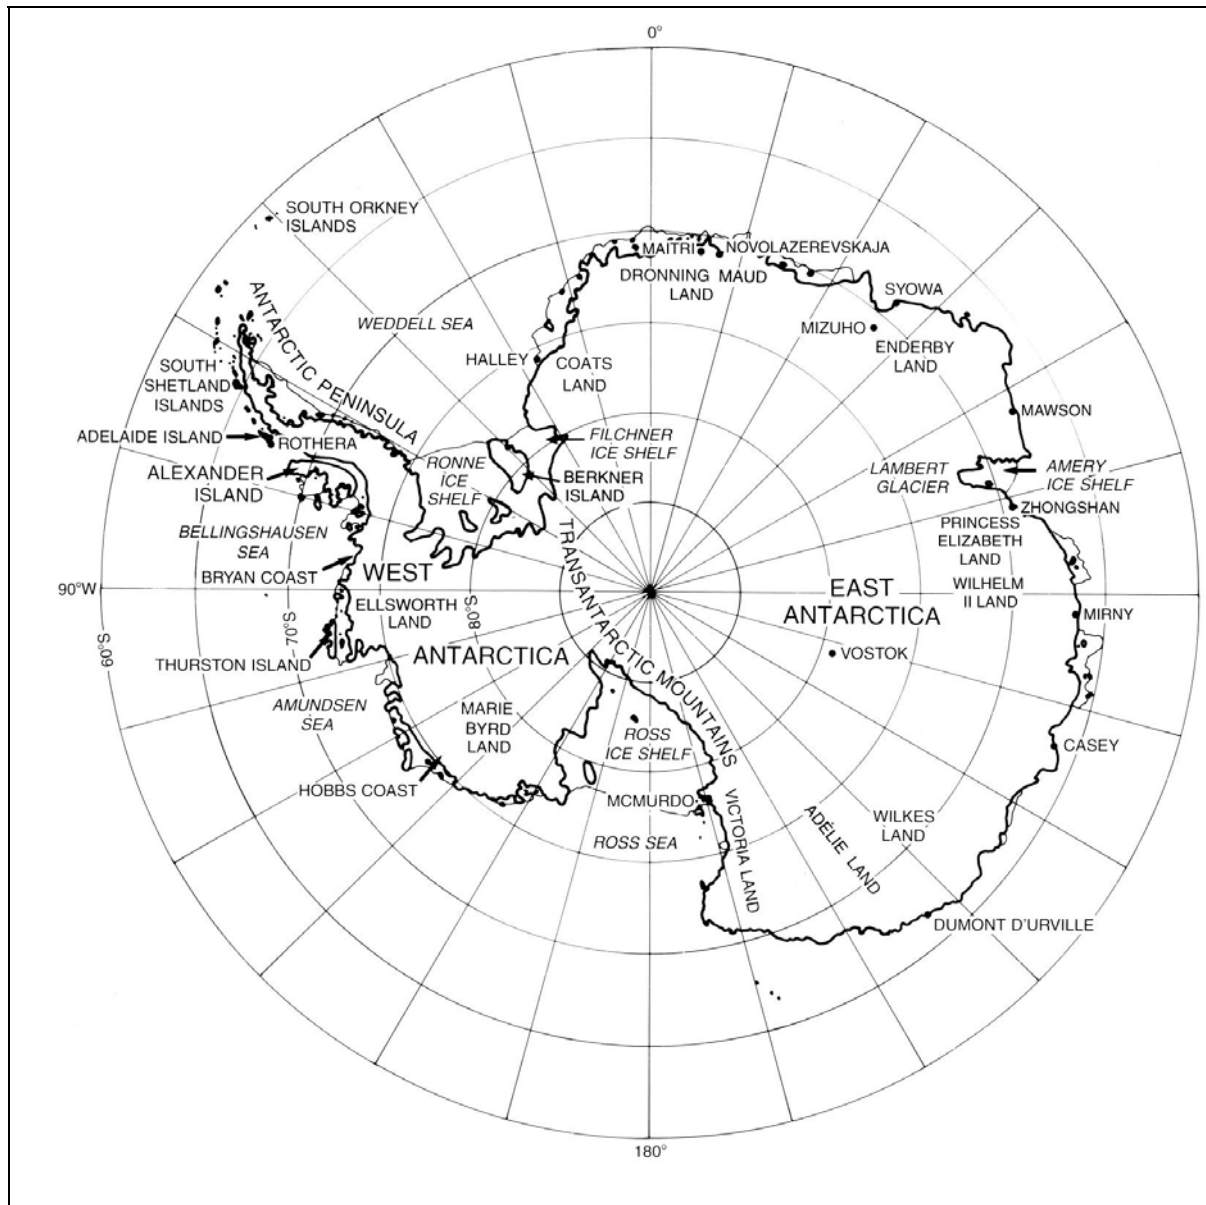 0°
SOUTH ORKNEY
ISLANDS
ANTARCTIC PENINSULA
WEDDELL SEA
MAITRI
NOVOLAZEREVSKAJA
DRONNING MAUD
LAND
SYOWA
MIZUHO
ENDERBY
LAND
HALLEY
COATS
LAND
SOUTH
SHETLAND
ISLANDS
MAWSON
ADELAIDE ISLAND
ROTHERA
FILCHNER
ICE SHELF
ALEXANDER
ISLAND
RONNE
ICE
SHELF
BERKNER
ISLAND
LAMBERT
GLACIER
AMERY
ICE SHELF
ZHONGSHAN
BELLINGSHAUSEN
SEA
PRINCESS
ELIZABETH
LAND
TRANSANTARCTIC MOUNTAINS
BRYAN COAST
WEST
90°W
EAST
ANTARCTICA
WILHELM
II LAND
ELLSWORTH
LAND
80°S
70°S
60°S
MIRNY
THURSTON ISLAND
ANTARCTICA
VOSTOK
AMUNDSEN
SEA
MARIE
BYRD
LAND
ROSS
ICE SHELF
CASEY
HOBBS COAST
MCMURDO
VICTORIA LAND
ADÉLIE LAND
WILKES
LAND
ROSS SEA
DUMONT D'URVILLE
180°